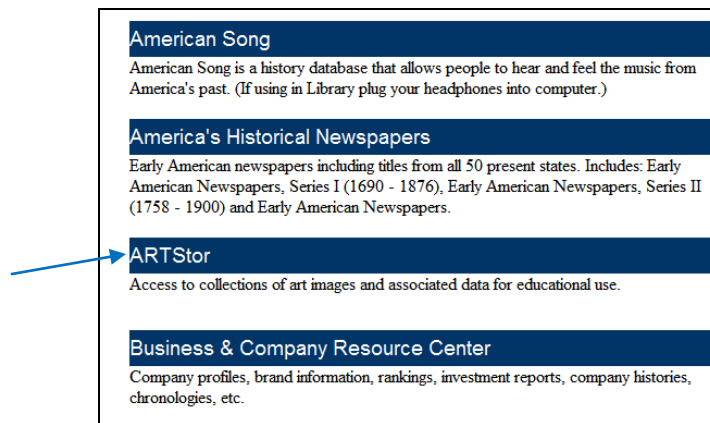 American Song
American Song is a history database that allows people to hear and feel the music from
America's past. (If using in Library plug your headphones into computer.)
America's Historical Newspapers
Early American newspapers including titles from all 50 present states. Includes: Early
American Newspapers, Series I (1690 - 1876), Early American Newspapers, Series II
(1758 - 1900) and Early American Newspapers.
ARTStor
Access to collections of art images and associated data for educational use.
Business & Company Resource Center
Company profiles, brand information, rankings, investment reports, company histories,
chronologies, etc.